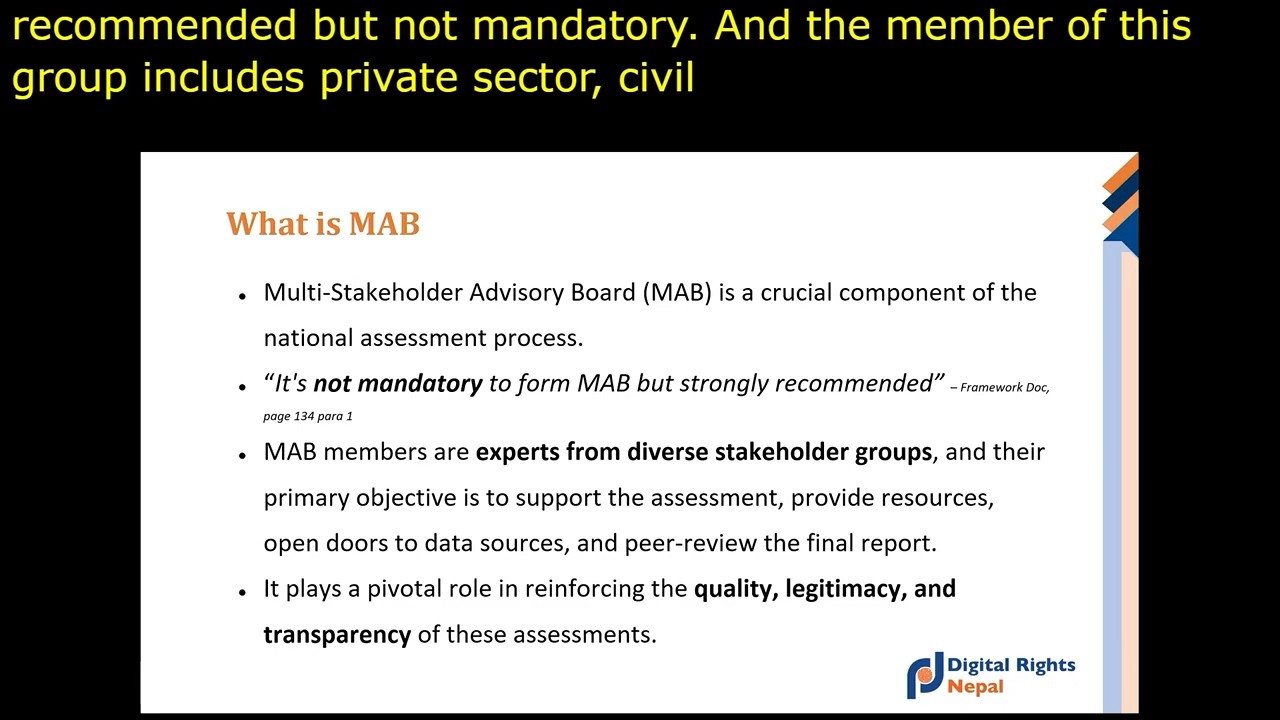 recommended but not mandatory. And the member of this
group includes private sector, civil
What is MAB
• Multi-Stakeholder Advisory Board (MAB) is a crucial component of the
national assessment process.
• “It's not mandatory to form MAB but strongly recommended” – Framework Doc,
page 134 para 1
• MAB members are experts from diverse stakeholder groups, and their
primary objective is to support the assessment, provide resources,
open doors to data sources, and peer-review the final report.
• It plays a pivotal role in reinforcing the quality, legitimacy, and
transparency of these assessments.
Digital Rights
Nepal